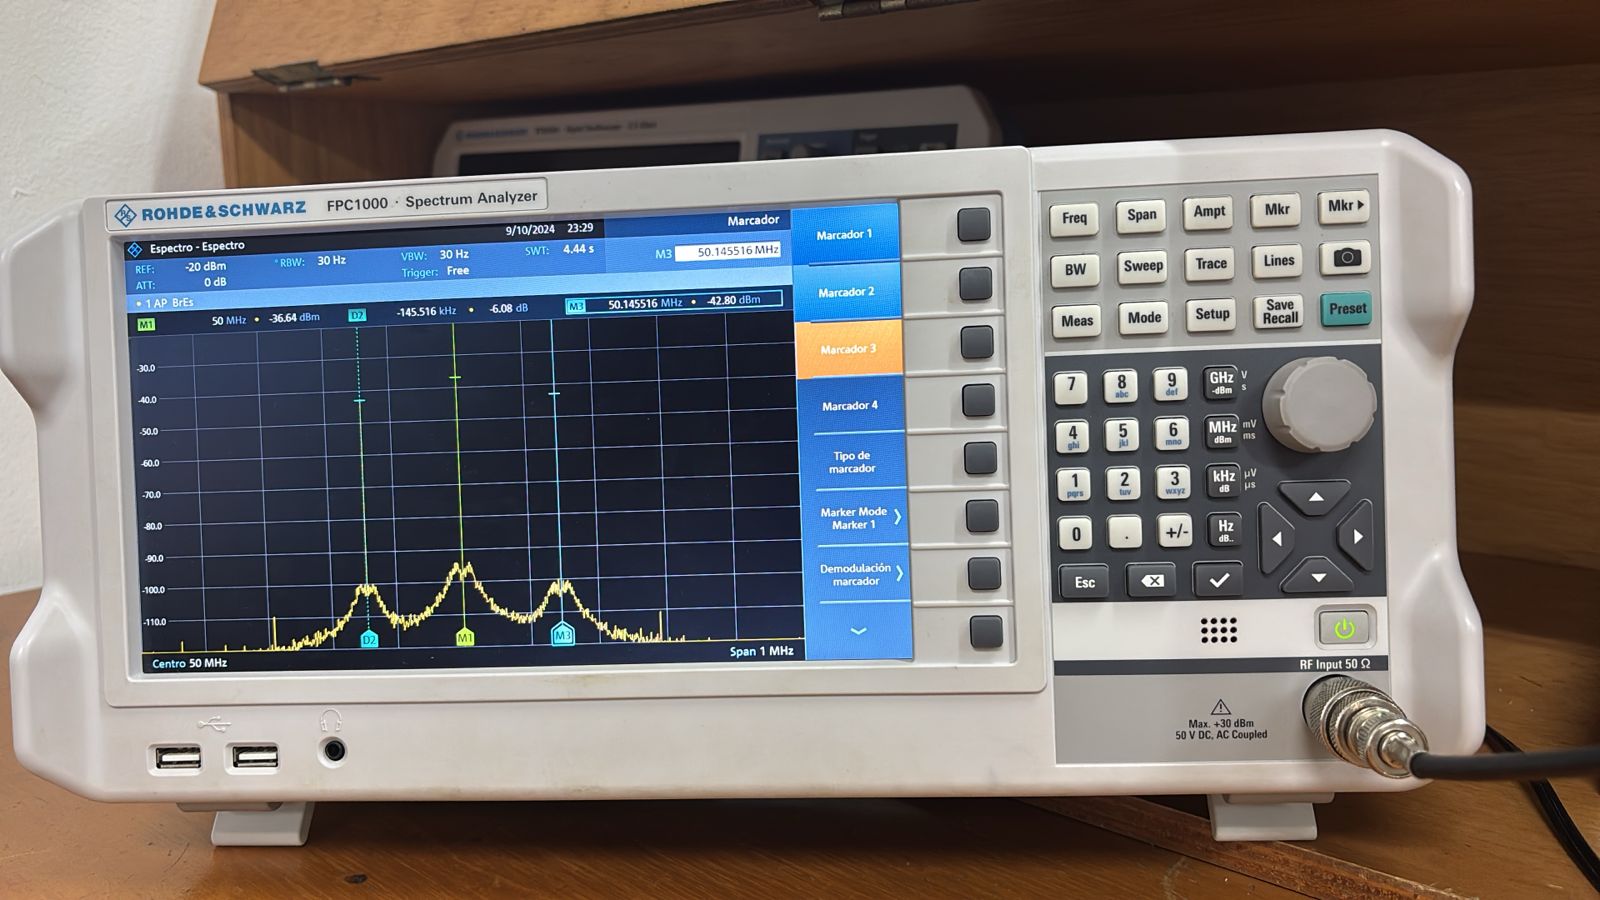 ROHDE&SCHWARZ FPC1000 · Spectrum Analyzer
9/10/2024 23:29 Marcador
Espectro - Espectro
REF: -20 dBm *RBW: 30 Hz VBW: 30 Hz SWT: 4.44 s M3 50.145516 MHz
ATT: 0 dB Trigger: Free
• 1 AP BrEs
M1 50 MHz • -36.64 dBm D2 -145.516 kHz • -6.08 dB M3 50.145516 MHz • -42.80 dBm
-30.0
-40.0
-50.0
-60.0
-70.0
-80.0
-90.0
-100.0
-110.0
D2 M1 M3
Centro 50 MHz Span 1 MHz
Marcador 1
Marcador 2
Marcador 3
Marcador 4
Tipo de
marcador
Marker Mode
Marker 1
Demodulación
marcador
Freq Span Ampt Mkr Mkr
BW Sweep Trace Lines
Meas Mode Setup Save
Recall Preset
7 8 abc 9 def GHz -dBm V s
4 ghi 5 jkl 6 mno MHz dBm mV ms
1 pqrs 2 tuv 3 wxyz kHz dB µV µs
0 . +/- Hz dB..
Esc
RF Input 50 Ω
Max. +30 dBm
50 V DC, AC Coupled